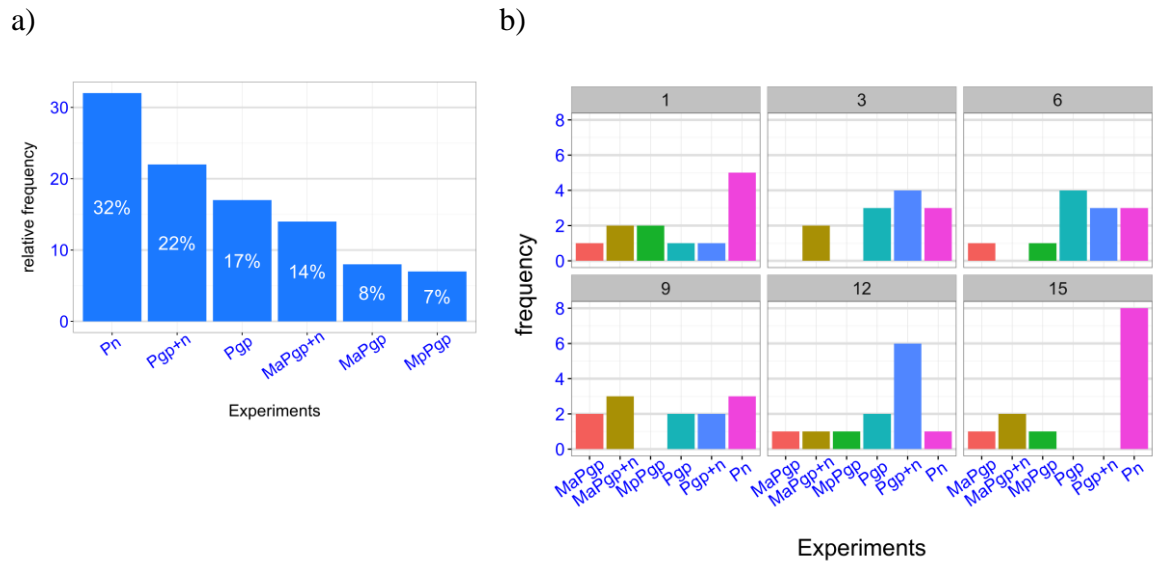 a)
relative frequency
30
20
10
0
32%
22%
17%
14%
8%
7%
Pn
Pgp+n
Pgp
MaPgp+n
MaPgp
MpPgp
Experiments
b)
frequency
1
3
6
8
6
4
2
0
9
12
15
8
6
4
2
0
MaPgp
MaPgp+n
MpPgp
Pgp
Pgp+n
Pn
MaPgp
MaPgp+n
MpPgp
Pgp
Pgp+n
Pn
MaPgp
MaPgp+n
MpPgp
Pgp
Pgp+n
Pn
Experiments